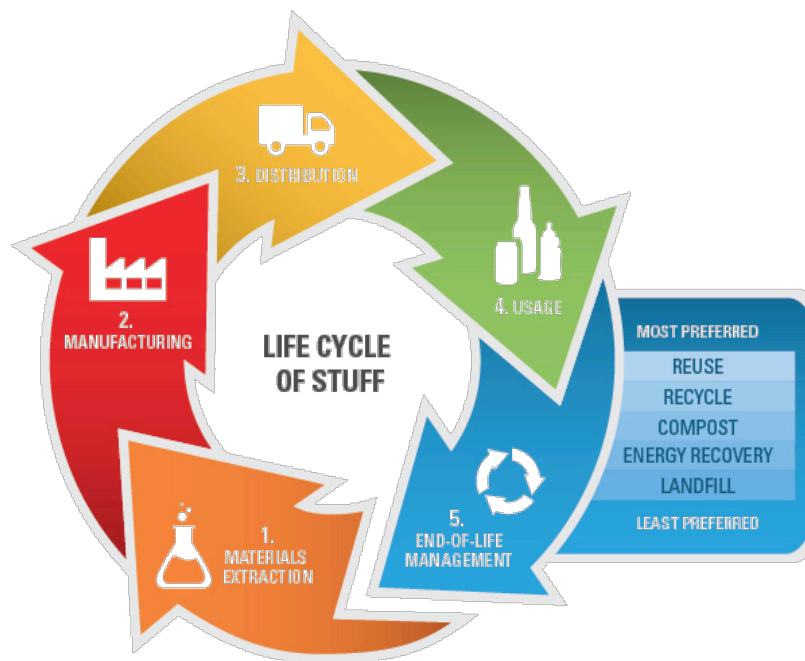 LIFE CYCLE
OF STUFF
1.
MATERIALS
EXTRACTION
2.
MANUFACTURING
3. DISTRIBUTION
4. USAGE
5.
END-OF-LIFE
MANAGEMENT
MOST PREFERRED
REUSE
RECYCLE
COMPOST
ENERGY RECOVERY
LANDFILL
LEAST PREFERRED